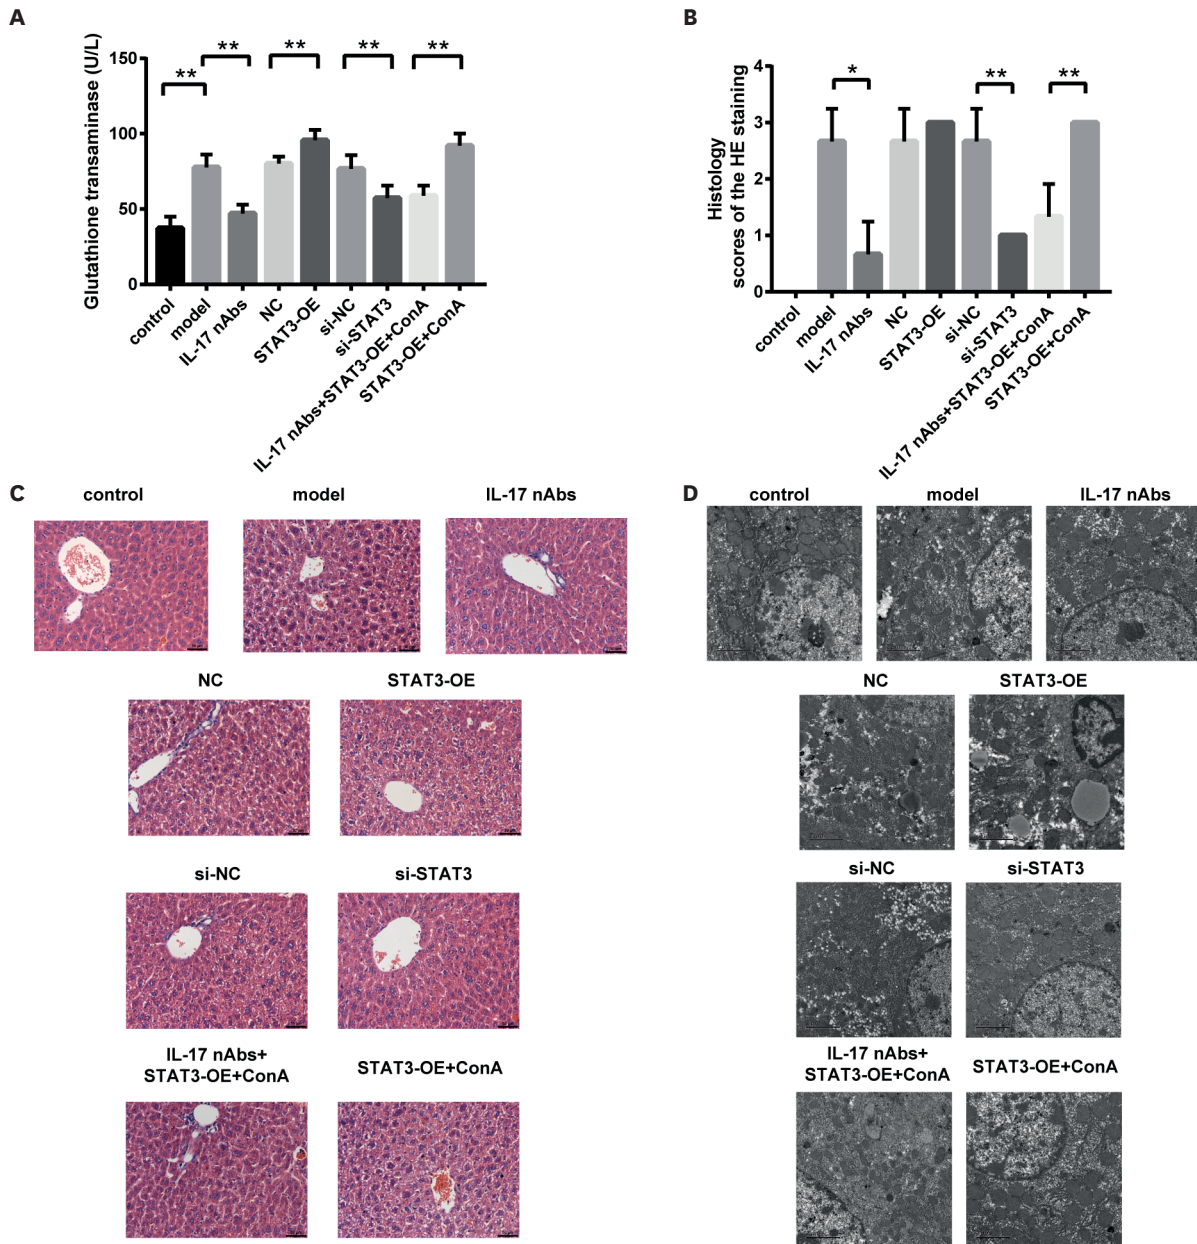 A
Glutathione transaminase (U/L)
150
100
50
0
**
**
**
**
**
control
model
IL-17 nAbs
NC
STAT3-OE
si-NC
si-STAT3
IL-17 nAbs+STAT3-OE+ConA
STAT3-OE+ConA
B
Histology
scores of the HE staining
4
3
2
1
0
*
**
**
control
model
IL-17 nAbs
NC
STAT3-OE
si-NC
si-STAT3
IL-17 nAbs+STAT3-OE+ConA
STAT3-OE+ConA
C
control
model
IL-17 nAbs
NC
STAT3-OE
si-NC
si-STAT3
IL-17 nAbs+
STAT3-OE+ConA
STAT3-OE+ConA
D
control
model
IL-17 nAbs
NC
STAT3-OE
si-NC
si-STAT3
IL-17 nAbs+
STAT3-OE+ConA
STAT3-OE+ConA